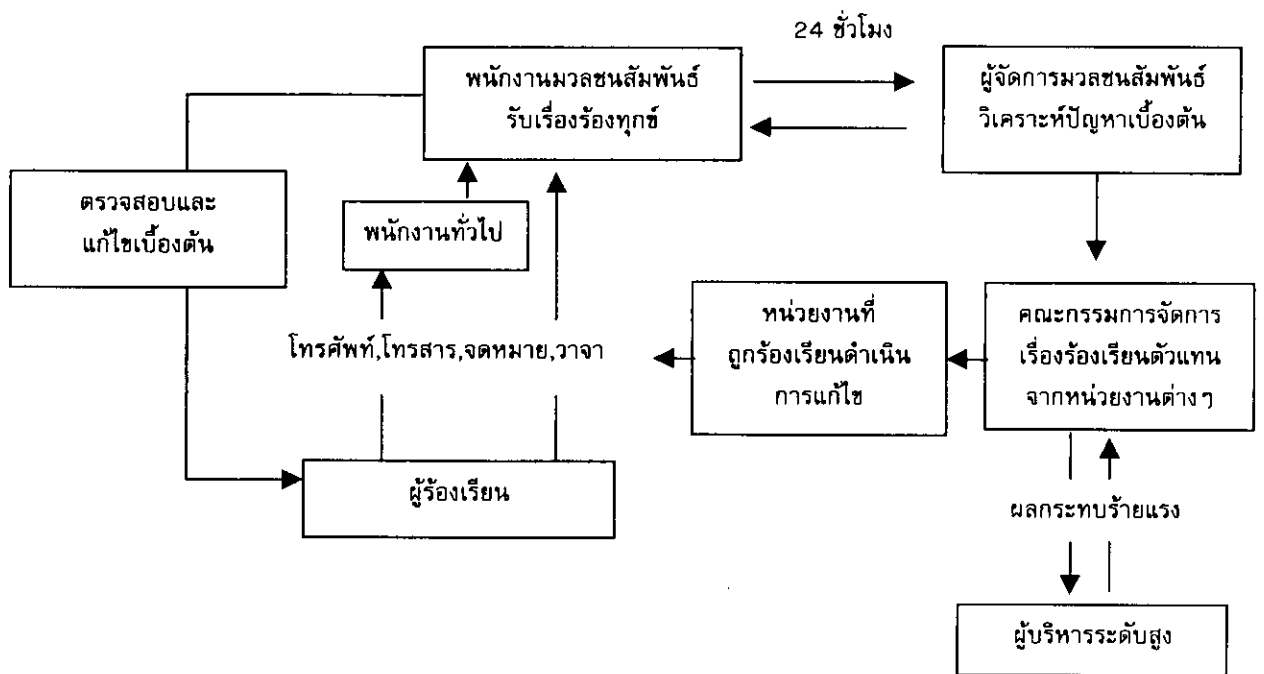 24 ชั่วโมง
พนักงานมวลชนสัมพันธ์
รับเรื่องร้องทุกข์
ผู้จัดการมวลชนสัมพันธ์
วิเคราะห์ปัญหาเบื้องต้น
ตรวจสอบและ
แก้ไขเบื้องต้น
พนักงานทั่วไป
โทรศัพท์,โทรสาร,จดหมาย,วาจา
หน่วยงานที่
ถูกร้องเรียนดำเนิน
การแก้ไข
คณะกรรมการจัดการ
เรื่องร้องเรียนตัวแทน
จากหน่วยงานต่างๆ
ผู้ร้องเรียน
ผลกระทบร้ายแรง
ผู้บริหารระดับสูง